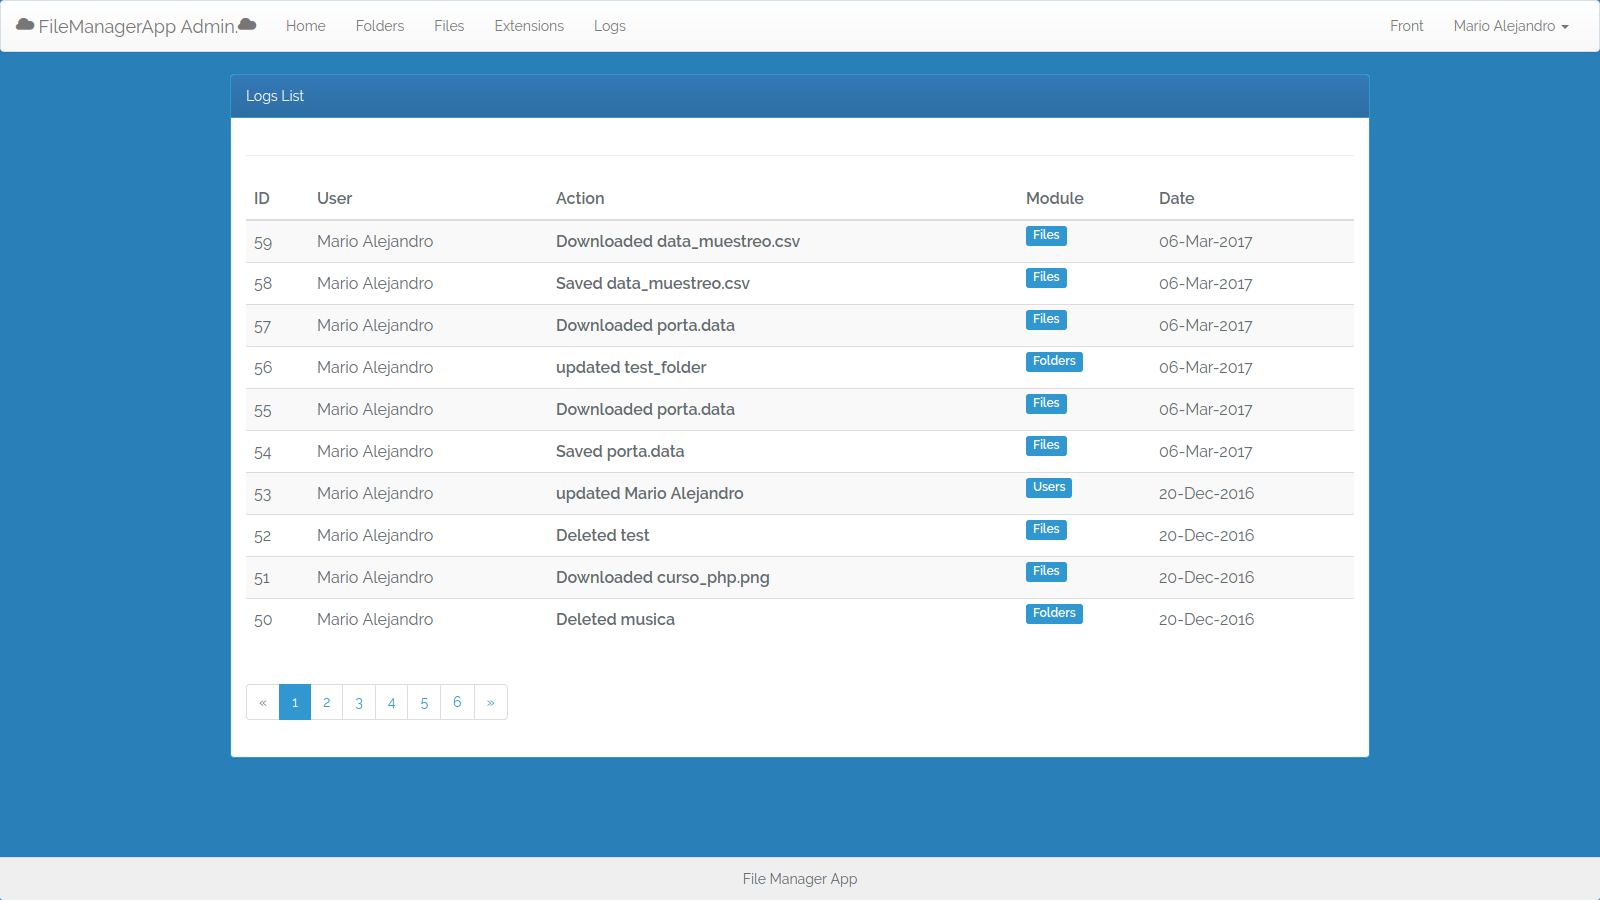 FileManagerApp Admin. Home Folders Files Extensions Logs Front Mario Alejandro
Logs List
ID User Action Module Date
59 Mario Alejandro Downloaded data_muestreo.csv Files 06-Mar-2017
58 Mario Alejandro Saved data_muestreo.csv Files 06-Mar-2017
57 Mario Alejandro Downloaded porta.data Files 06-Mar-2017
56 Mario Alejandro updated test_folder Folders 06-Mar-2017
55 Mario Alejandro Downloaded porta.data Files 06-Mar-2017
54 Mario Alejandro Saved porta.data Files 06-Mar-2017
53 Mario Alejandro updated Mario Alejandro Users 20-Dec-2016
52 Mario Alejandro Deleted test Files 20-Dec-2016
51 Mario Alejandro Downloaded curso_php.png Files 20-Dec-2016
50 Mario Alejandro Deleted musica Folders 20-Dec-2016
« 1 2 3 4 5 6 »
File Manager App